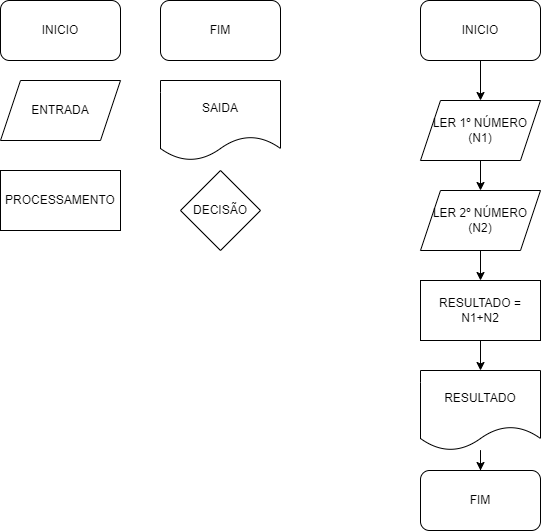 INICIO
FIM
ENTRADA
SAIDA
PROCESSAMENTO
DECISÃO
INICIO
LER 1º NÚMERO
(N1)
LER 2º NÚMERO
(N2)
RESULTADO =
N1+N2
RESULTADO
FIM